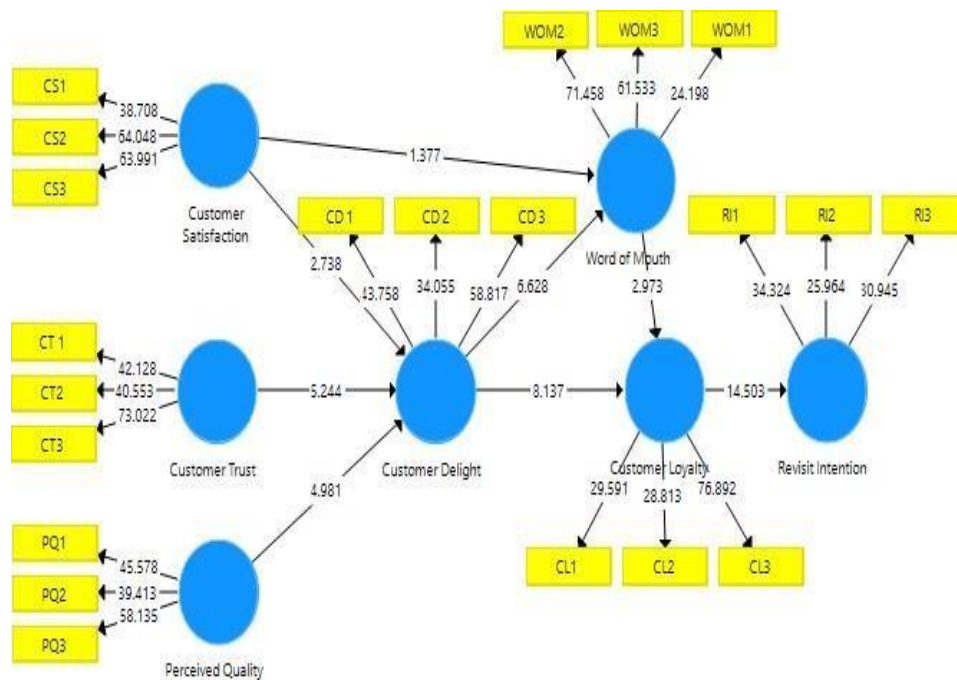 WOM2
WOM3
WOM1
CS1
CS2
CS3
38.708
64.048
63.991
71.458
61.533
24.198
1.377
Customer
Satisfaction
CD 1
CD 2
CD 3
Word of Mouth
RI1
RI2
RI3
2.738
43.758
34.055
58.817
6.628
2.973
34.324
25.964
30.945
CT 1
CT2
CT3
42.128
40.553
73.022
5.244
8.137
14.503
Customer Trust
Customer Delight
Customer Loyalty
Revisit Intention
4.981
29.591
28.813
76.892
PQ1
PQ2
PQ3
45.578
39.413
58.135
CL1
CL2
CL3
Perceived Quality